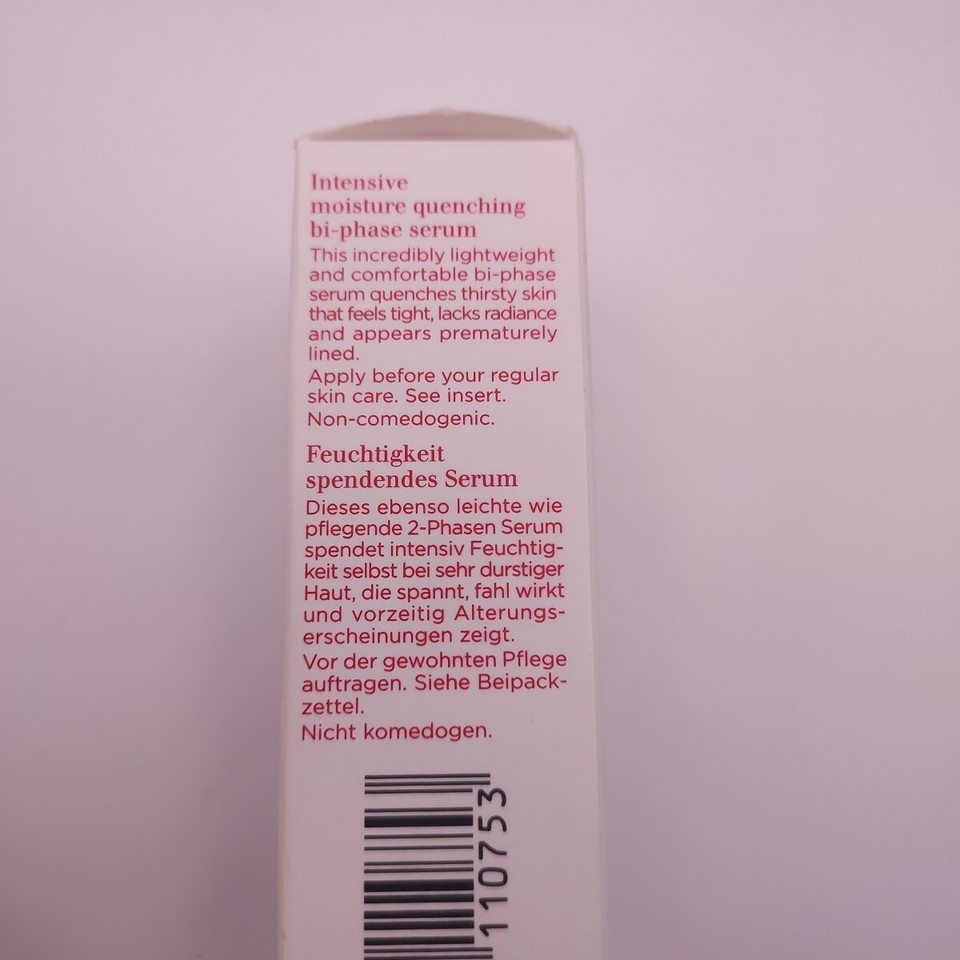 Intensive
moisture quenching
bi-phase serum
This incredibly lightweight
and comfortable bi-phase
serum quenches thirsty skin
that feels tight, lacks radiance
and appears prematurely
lined.
Apply before your regular
skin care. See insert.
Non-comedogenic.
Feuchtigkeit
spendendes Serum
Dieses ebenso leichte wie
pflegende 2-Phasen Serum
spendet intensiv Feuchtig-
keit selbst bei sehr durstiger
Haut, die spannt, fahl wirkt
und vorzeitig Alterungs-
erscheinungen zeigt.
Vor der gewohnten Pflege
auftragen. Siehe Beipack-
zettel.
Nicht komedogen.
110753